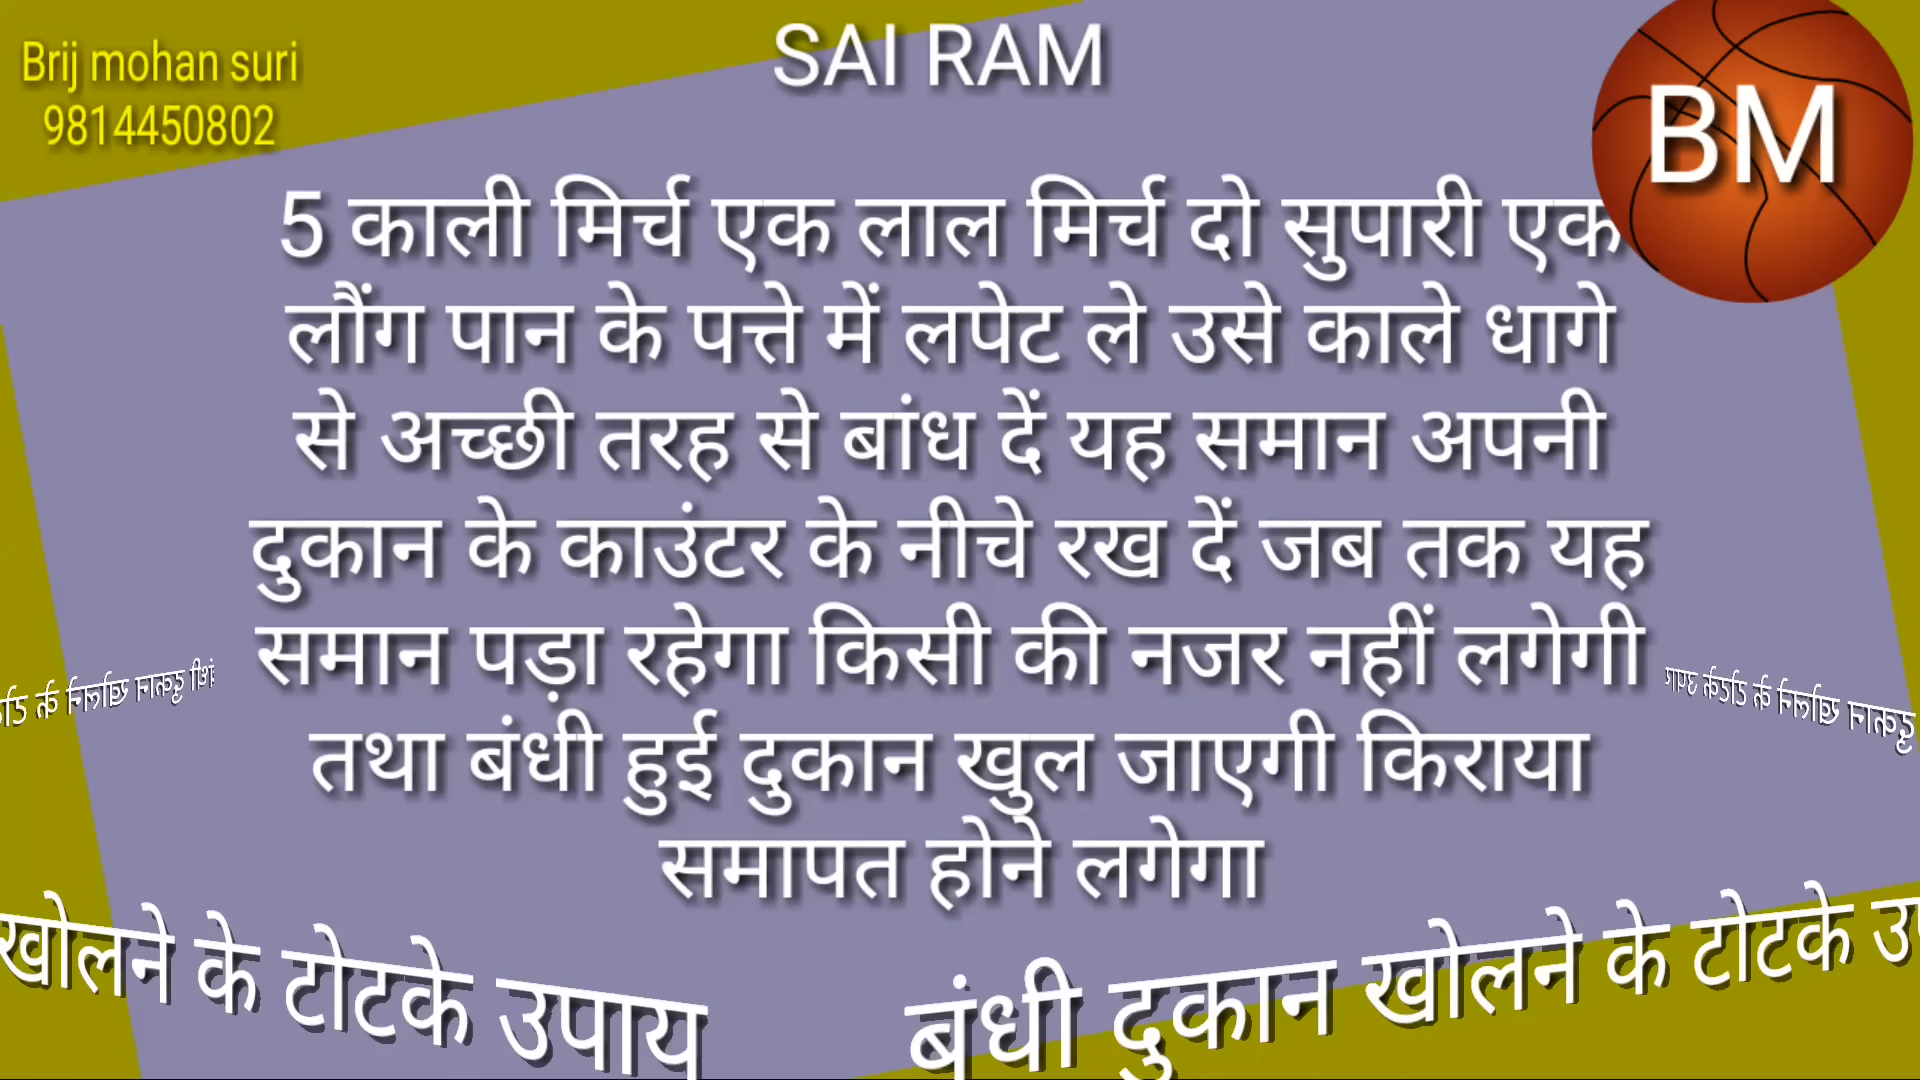 Brij mohan suri
9814450802
SAI RAM
BM
5 काली मिर्च एक लाल मिर्च दो सुपारी एक
लौंग पान के पत्ते में लपेट ले उसे काले धागे
से अच्छी तरह से बांध दें यह समान अपनी
दुकान के काउंटर के नीचे रख दें जब तक यह
समान पड़ा रहेगा किसी की नजर नहीं लगेगी
तथा बंधी हुई दुकान खुल जाएगी किराया
समापत होने लगेगा
खोलने के टोटके उपाय
बंधी दुकान खोलने के टोटके